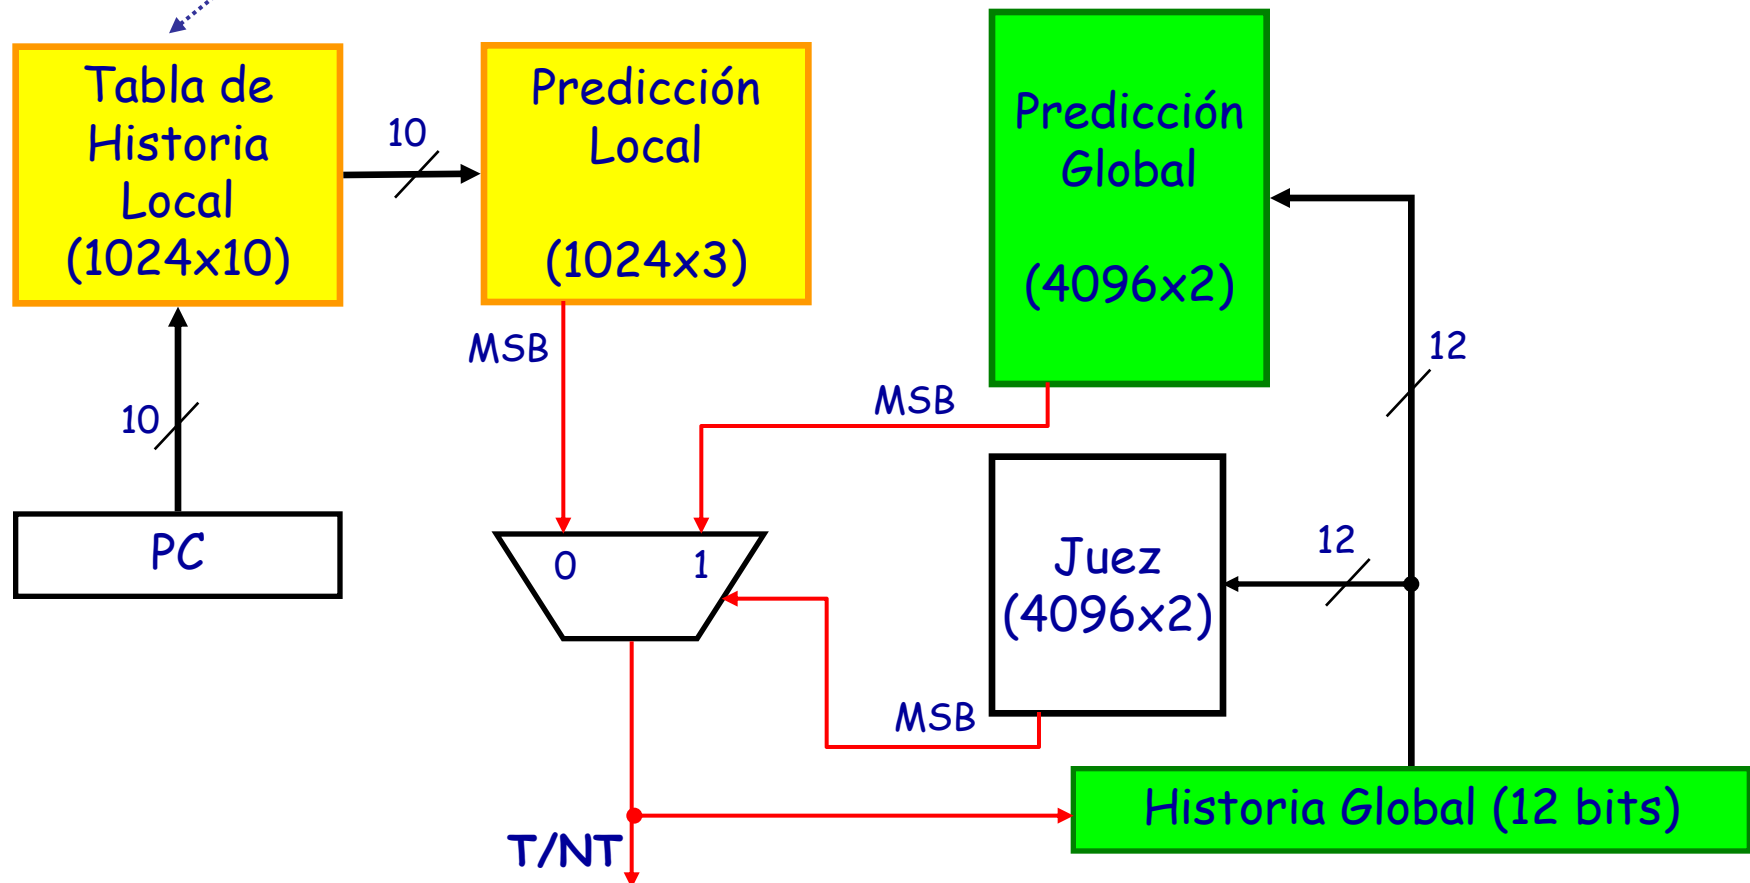 Tabla de
Historia
Local
(1024x10)
10
Predicción
Local
(1024x3)
Predicción
Global
(4096x2)
MSB
MSB
12
10
PC
0
1
Juez
(4096x2)
12
MSB
Historia Global (12 bits)
T/NT